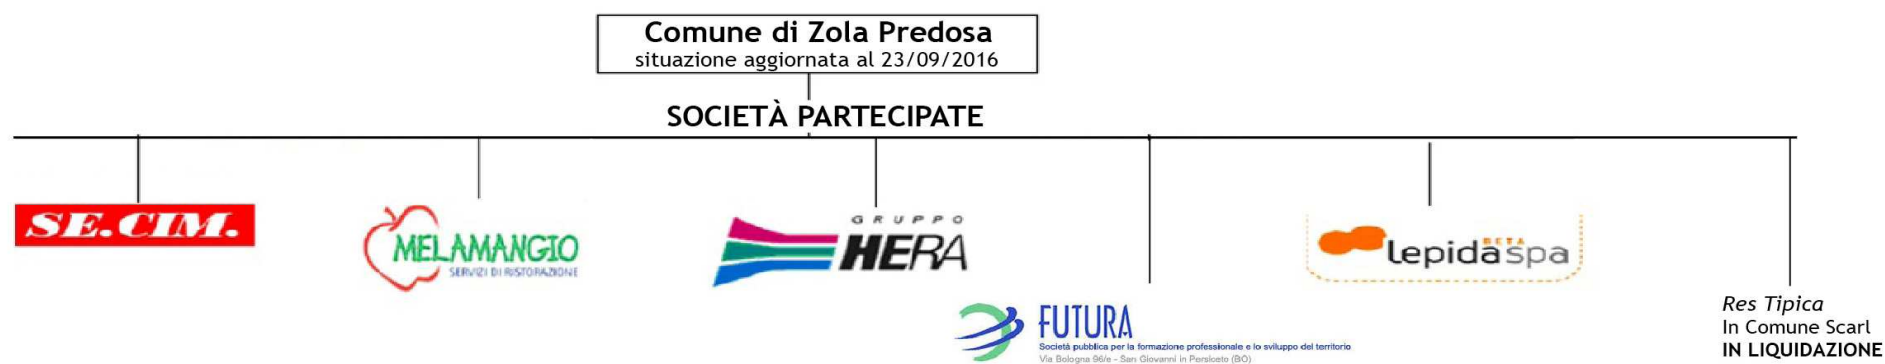 Comune di Zola Predosa
situazione aggiornata al 23/09/2016
SOCIETÀ PARTECIPATE
SE.CIM.
MELAMANGIO
SERVIZI DI RISTORAZIONE
GRUPPO
HERA
BETA
lepidaspa
FUTURA
Società pubblica per la formazione professionale e lo sviluppo del territorio
Via Bologna 96/e - San Giovanni in Persiceto (BO)
Res Tipica
In Comune Scarl
IN LIQUIDAZIONE